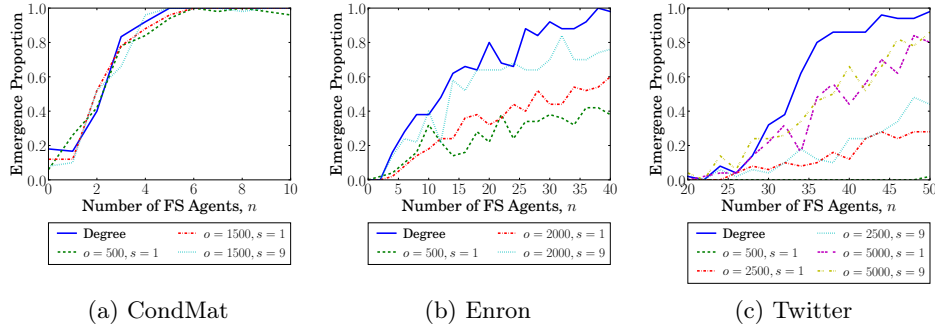 1.0
0.8
0.6
0.4
0.2
0.0
Emergence Proportion
0 2 4 6 8 10
Number of FS Agents, n
Degree
o = 500, s = 1
o = 1500, s = 1
o = 1500, s = 9
(a) CondMat
1.0
0.8
0.6
0.4
0.2
0.0
Emergence Proportion
0 5 10 15 20 25 30 35 40
Number of FS Agents, n
Degree
o = 500, s = 1
o = 2000, s = 1
o = 2000, s = 9
(b) Enron
1.0
0.8
0.6
0.4
0.2
0.0
Emergence Proportion
20 25 30 35 40 45 50
Number of FS Agents, n
Degree
o = 500, s = 1
o = 2500, s = 1
o = 2500, s = 9
o = 5000, s = 1
o = 5000, s = 9
(c) Twitter